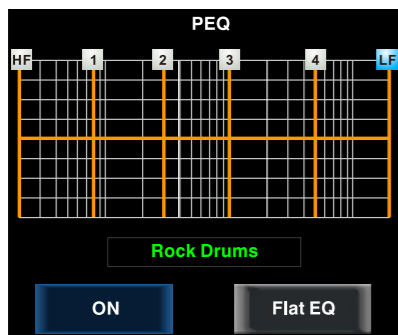 PEQ
HF 1 2 3 4 LF
Rock Drums
ON Flat EQ